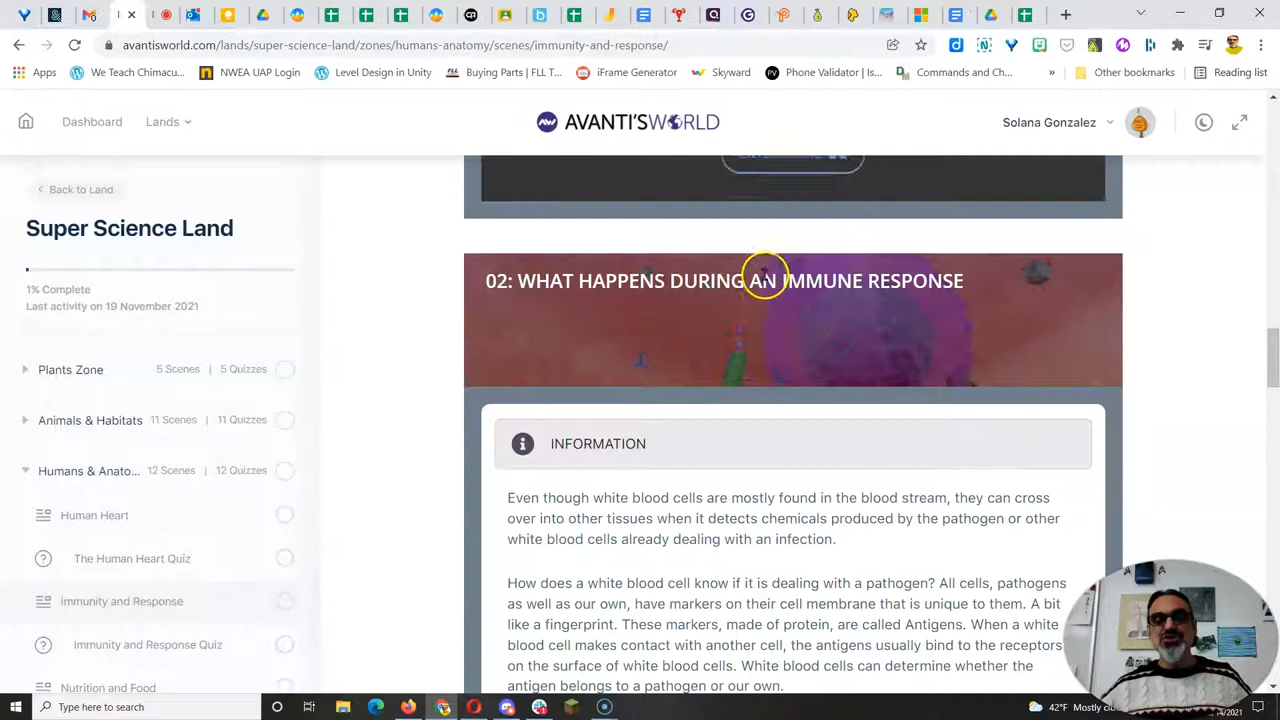 avantisworld.com/lands/super-science-land/zones/humans-anatomy/scenes/immunity-and-response/
Apps
We Teach Chimacu...
NWEA UAP Login
Level Design in Unity
FLL
Buying Parts | FLL T...
iFrame Generator
Skyward
PV
Phone Validator | Is...
Commands and Ch...
»
Other bookmarks
Reading list
Dashboard
Lands
AVANTI'SWORLD
Solana Gonzalez
Back to Land
Super Science Land
1% Complete
Last activity on 19 November 2021
Plants Zone 5 Scenes | 5 Quizzes
Animals & Habitats 11 Scenes | 11 Quizzes
Humans & Anato... 12 Scenes | 12 Quizzes
Human Heart
The Human Heart Quiz
Immunity and Response
Immunity and Response Quiz
Nutrition and Food
02: WHAT HAPPENS DURING AN IMMUNE RESPONSE
INFORMATION
Even though white blood cells are mostly found in the blood stream, they can cross
over into other tissues when it detects chemicals produced by the pathogen or other
white blood cells already dealing with an infection.
How does a white blood cell know if it is dealing with a pathogen? All cells, pathogens
as well as our own, have markers on their cell membrane that is unique to them. A bit
like a fingerprint. These markers, made of protein, are called Antigens. When a white
blood cell makes contact with another cell, the antigens usually bind to the receptors
on the surface of white blood cells. White blood cells can determine whether the
antigen belongs to a pathogen or our own.
Type here to search
42°F Mostly clo